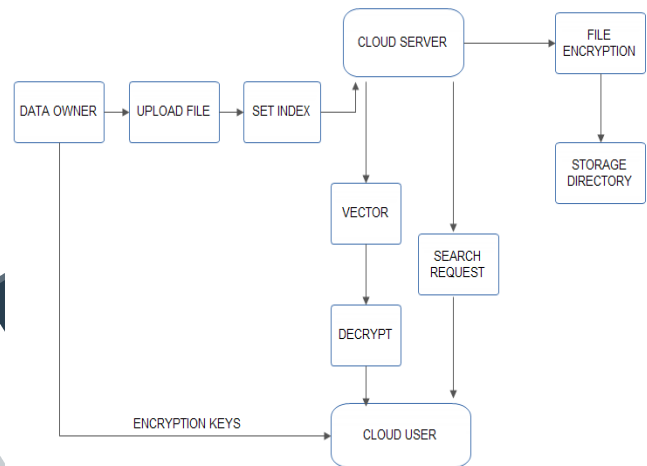 CLOUD SERVER
FILE
ENCRYPTION
DATA OWNER
UPLOAD FILE
SET INDEX
STORAGE
DIRECTORY
VECTOR
SEARCH
REQUEST
DECRYPT
ENCRYPTION KEYS
CLOUD USER